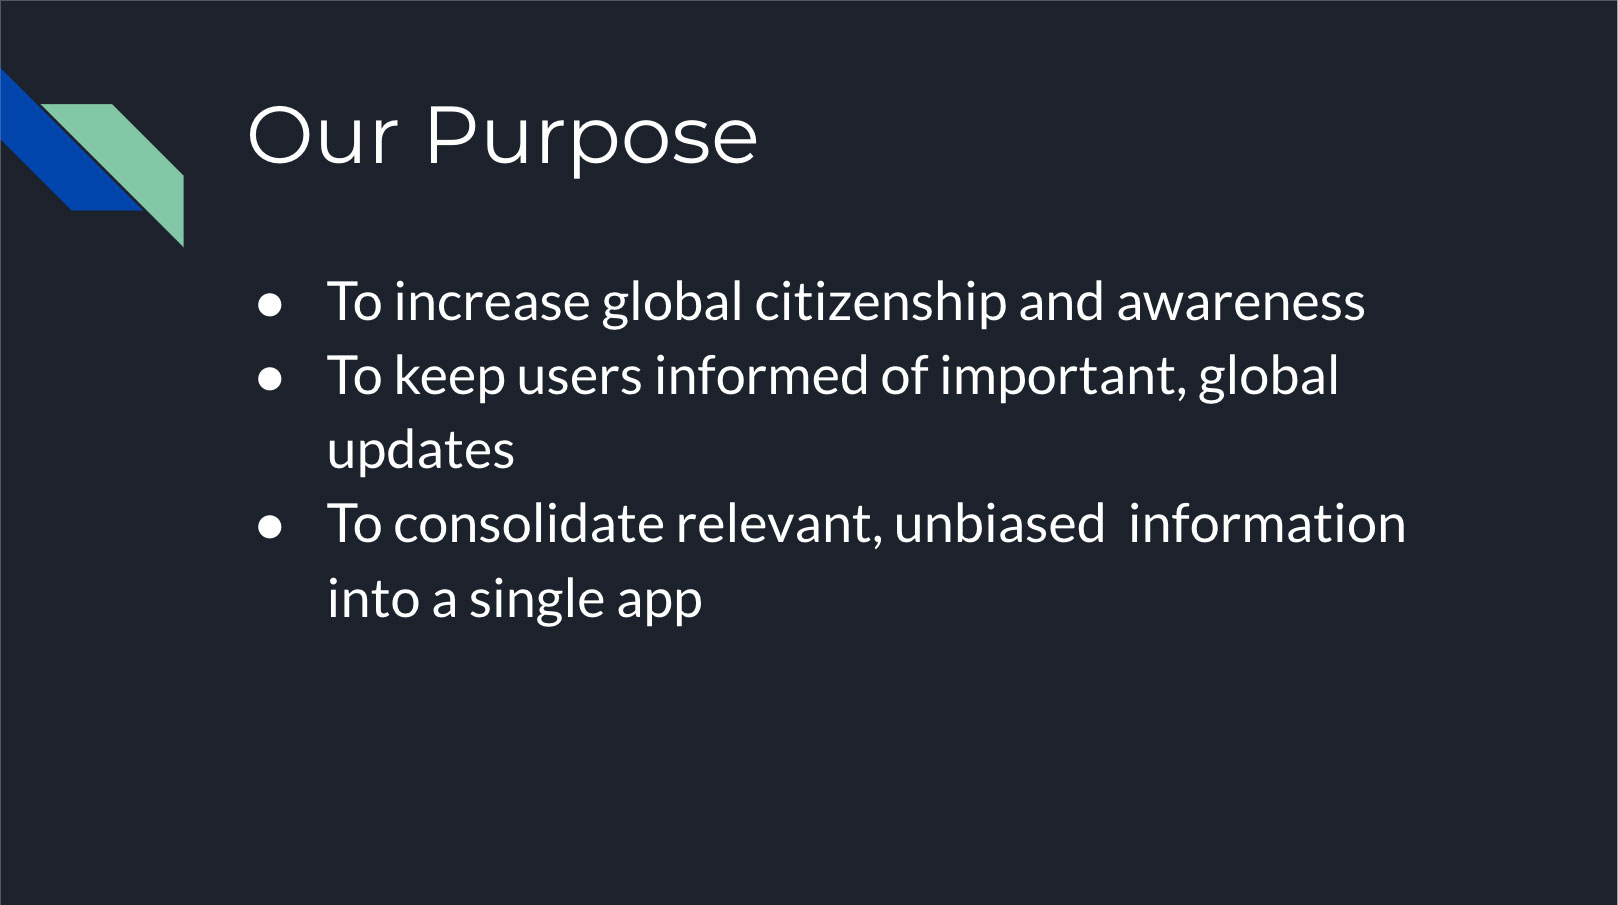 Our Purpose
● To increase global citizenship and awareness
● To keep users informed of important, global
updates
● To consolidate relevant, unbiased  information
into a single app